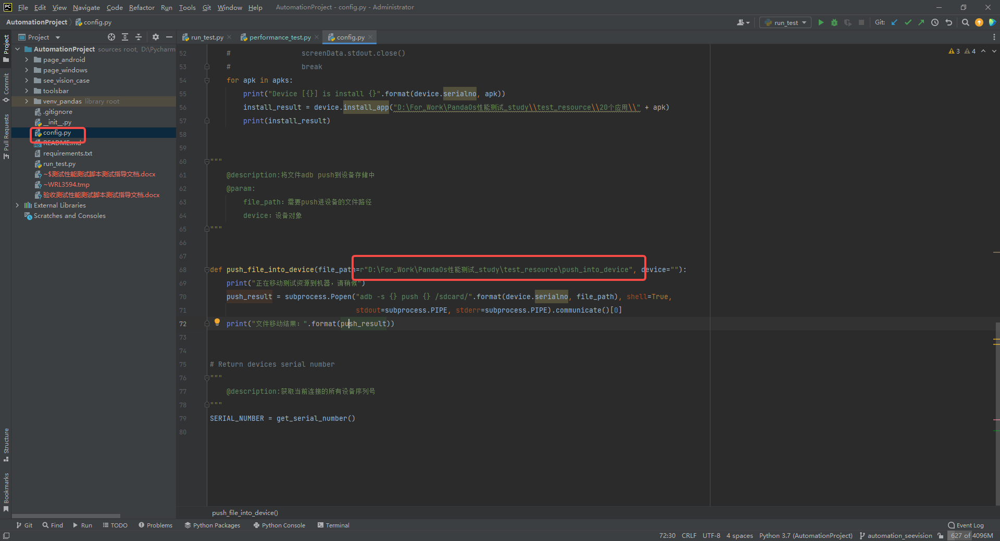 PC File Edit View Navigate Code Refactor Run Tools Git Window Help AutomationProject - config.py - Administrator
AutomationProject config.py run_test Git:
Project
run_test.py performance_test.py config.py
AutomationProject sources root, D:\Pycharm
page_android
page_windows
see_vision_case
toolsbar
venv_pandas library root
.gitignore
__init__.py
config.py
README.md
requirements.txt
run_test.py
~$测试性能测试脚本测试指导文档.docx
~WRL3594.tmp
验收测试性能测试脚本测试指导文档.docx
External Libraries
Scratches and Consoles
Project
Commit
Pull Requests
Structure
Bookmarks
3 4
52 # screenData.stdout.close()
53 # break
54 for apk in apks:
55 print("Device [{}] is install {}".format(device.serialno, apk))
56 install_result = device.install_app("D:\For_Work\PandaOs性能测试_study\\test_resource\\20个应用\\" + apk)
57 print(install_result)
58
59
60 """
61 @description:将文件adb push到设备存储中
62 @param:
63 file_path: 需要push进设备的文件路径
64 device: 设备对象
65 """
66
67
68 def push_file_into_device(file_path=r"D:\For_Work\PandaOs性能测试_study\test_resource\push_into_device", device=""):
69 print("正在移动测试资源到机器，请稍候")
70 push_result = subprocess.Popen("adb -s {} push {} /sdcard/".format(device.serialno, file_path), shell=True,
71 stdout=subprocess.PIPE, stderr=subprocess.PIPE).communicate()[0]
72 print("文件移动结果：".format(push_result))
73
74
75 # Return devices serial number
76 """
77 @description:获取当前连接的所有设备序列号
78 """
79 SERIAL_NUMBER = get_serial_number()
80
push_file_into_device()
Git Find Run TODO Problems Python Packages Python Console Terminal Event Log
72:30 CRLF UTF-8 4 spaces Python 3.7 (AutomationProject) automation_seevision 627 of 4096M